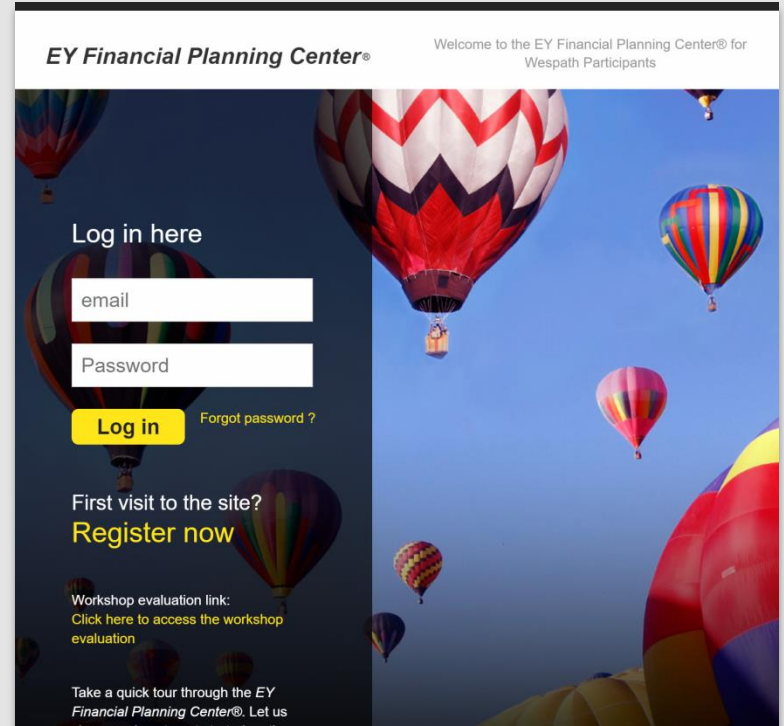 EY Financial Planning Center®
Welcome to the EY Financial Planning Center® for
Wespath Participants
Log in here
email
Password
Log in
Forgot password ?
First visit to the site?
Register now
Workshop evaluation link:
Click here to access the workshop
evaluation
Take a quick tour through the EY
Financial Planning Center®. Let us